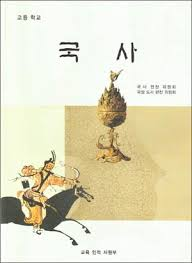 고등 학교
국 사
국사 편찬 위원회
국정 도서 편찬 위원회
교육 인적 자원부